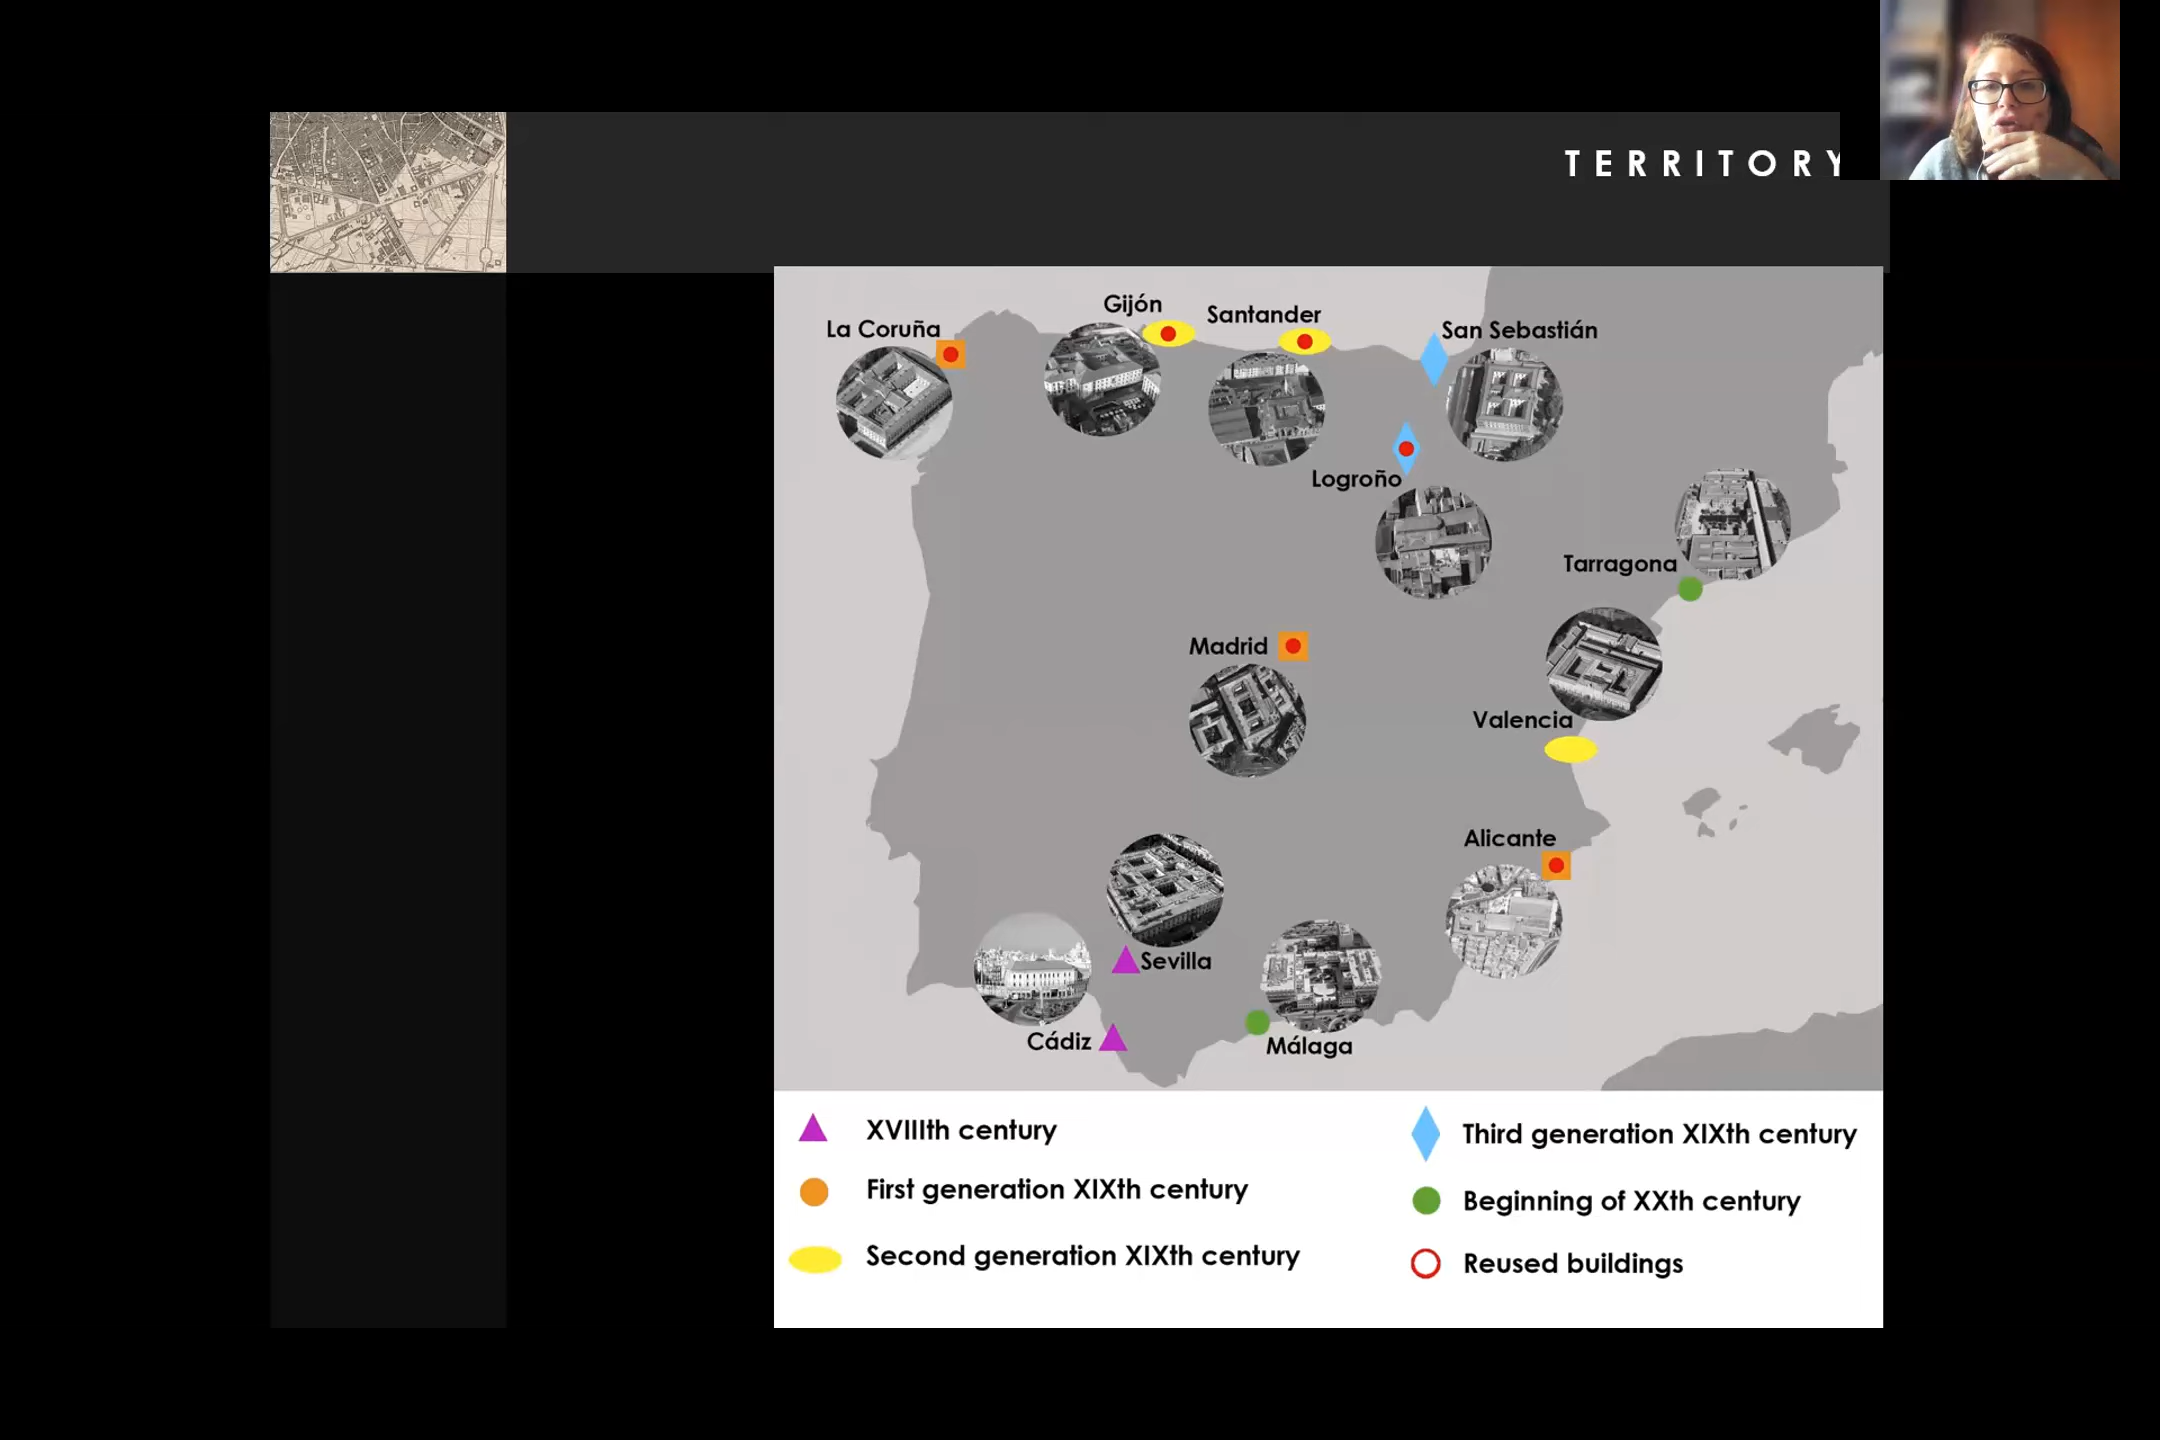 TERRITORY
Gijón
Santander
La Coruña
San Sebastián
Logroño
Tarragona
Madrid
Valencia
Alicante
Sevilla
Cádiz
Málaga
XVIIIth century
First generation XIXth century
Second generation XIXth century
Third generation XIXth century
Beginning of XXth century
Reused buildings